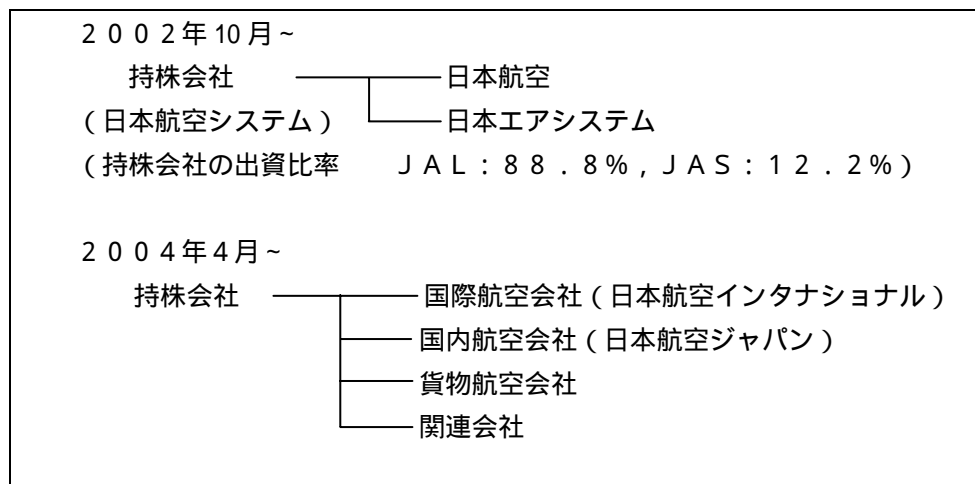 ２００２年10月~
持株会社 日本航空
(日本航空システム) 日本エアシステム
(持株会社の出資比率 ＪＡＬ：８８．８％，ＪＡＳ：１２．２％)
２００４年４月~
持株会社 国際航空会社(日本航空インタナショナル)
国内航空会社(日本航空ジャパン)
貨物航空会社
関連会社